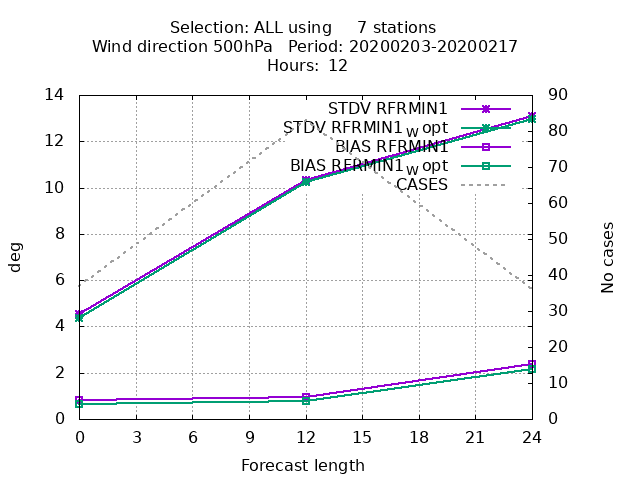 Selection: ALL using 7 stations
Wind direction 500hPa Period: 20200203-20200217
Hours: 12
14
12
10
8
6
4
2
0
90
80
70
60
50
40
30
20
10
0
STDV RFRMIN1
STDV RFRMIN1_W opt
BIAS RFRMIN1
BIAS RFRMIN1_W opt
CASES
deg
No cases
0 3 6 9 12 15 18 21 24
Forecast length